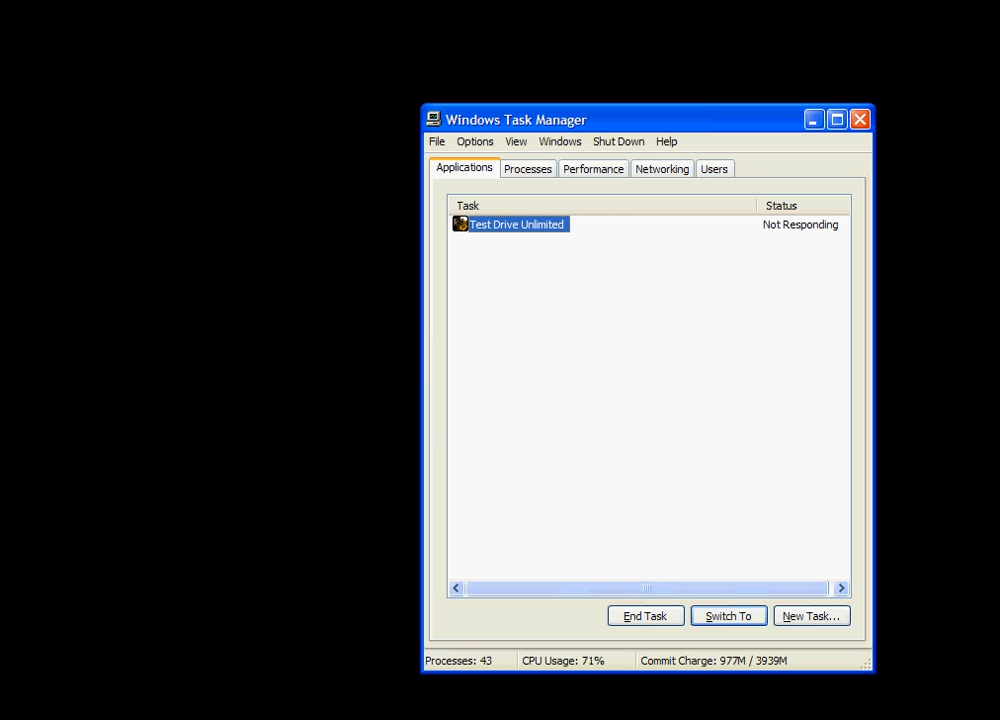 Windows Task Manager
File Options View Windows Shut Down Help
Applications Processes Performance Networking Users
Task Status
Test Drive Unlimited Not Responding
End Task Switch To New Task...
Processes: 43 CPU Usage: 71% Commit Charge: 977M / 3939M